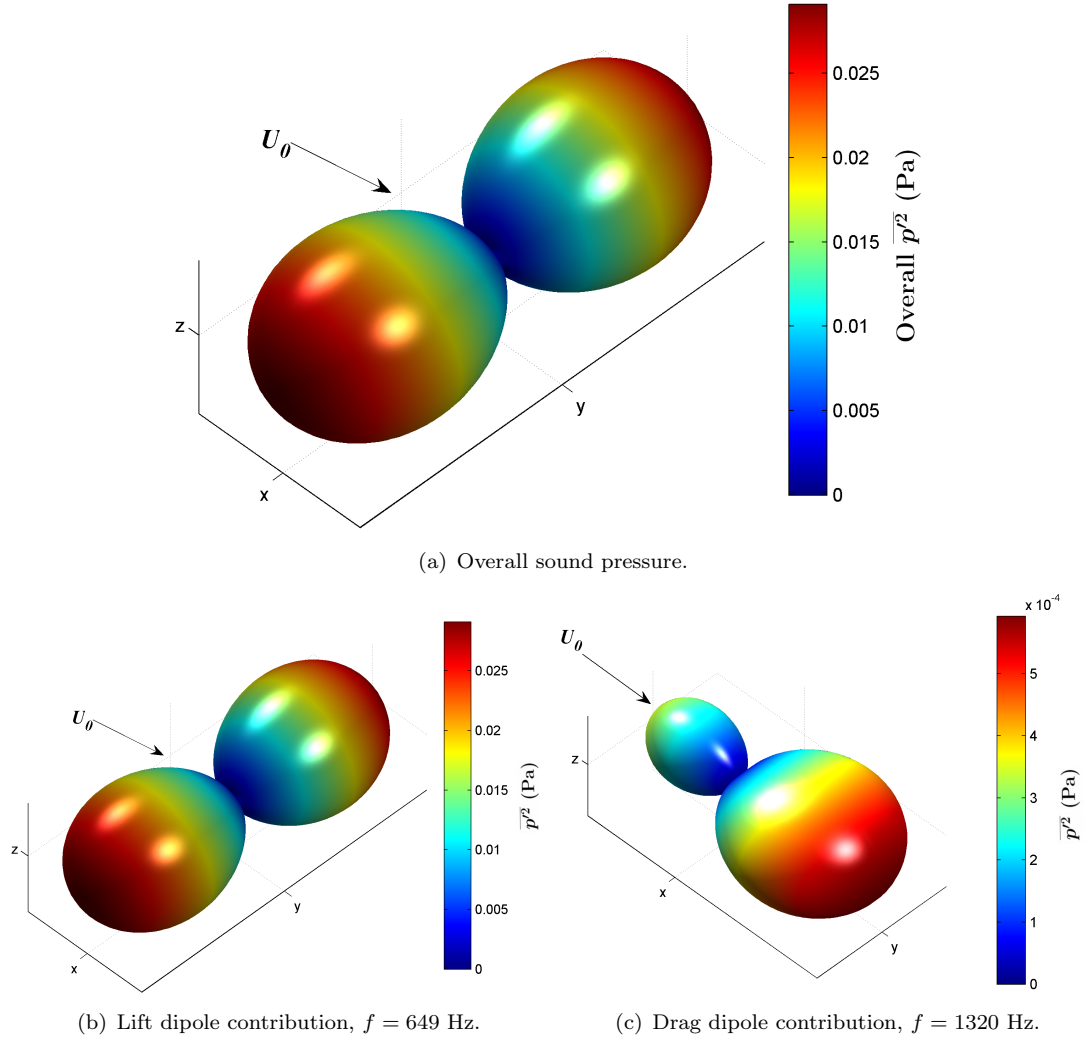 U₀
0.025
0.02
0.015
0.01
0.005
0
Overall p′² (Pa)
z
x
y
(a) Overall sound pressure.
U₀
0.025
0.02
0.015
0.01
0.005
0
p′² (Pa)
z
x
y
(b) Lift dipole contribution, f = 649 Hz.
U₀
x 10⁻⁴
5
4
3
2
1
0
p′² (Pa)
z
x
y
(c) Drag dipole contribution, f = 1320 Hz.